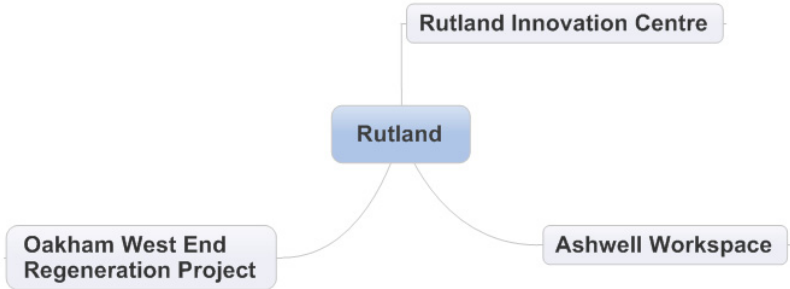 Rutland Innovation Centre
Rutland
Oakham West End
Regeneration Project
Ashwell Workspace